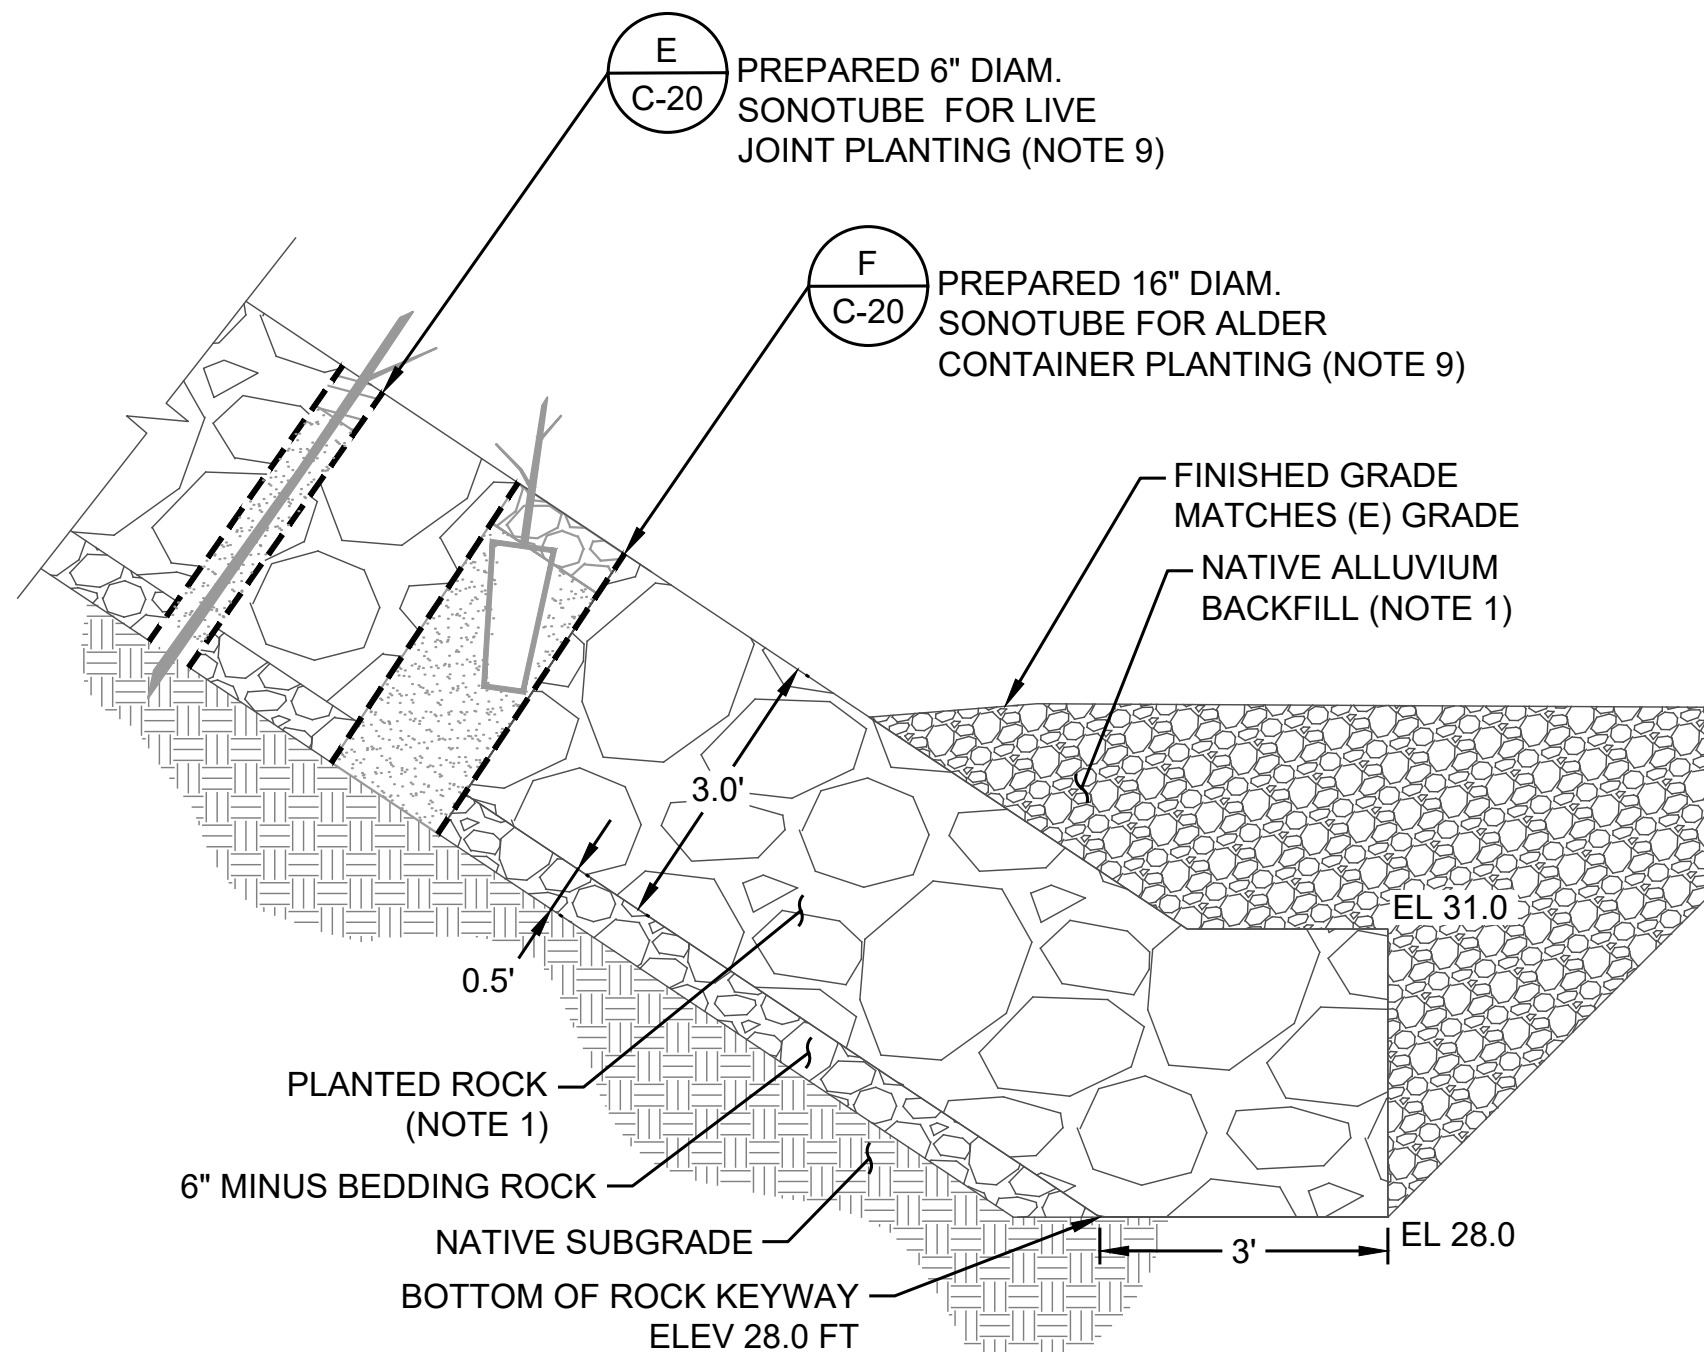 E
C-20
PREPARED 6" DIAM.
SONOTUBE FOR LIVE
JOINT PLANTING (NOTE 9)
F
C-20
PREPARED 16" DIAM.
SONOTUBE FOR ALDER
CONTAINER PLANTING (NOTE 9)
FINISHED GRADE
MATCHES (E) GRADE
NATIVE ALLUVIUM
BACKFILL (NOTE 1)
3.0'
EL 31.0
0.5'
PLANTED ROCK
(NOTE 1)
6" MINUS BEDDING ROCK
NATIVE SUBGRADE
EL 28.0
3'
BOTTOM OF ROCK KEYWAY
ELEV 28.0 FT